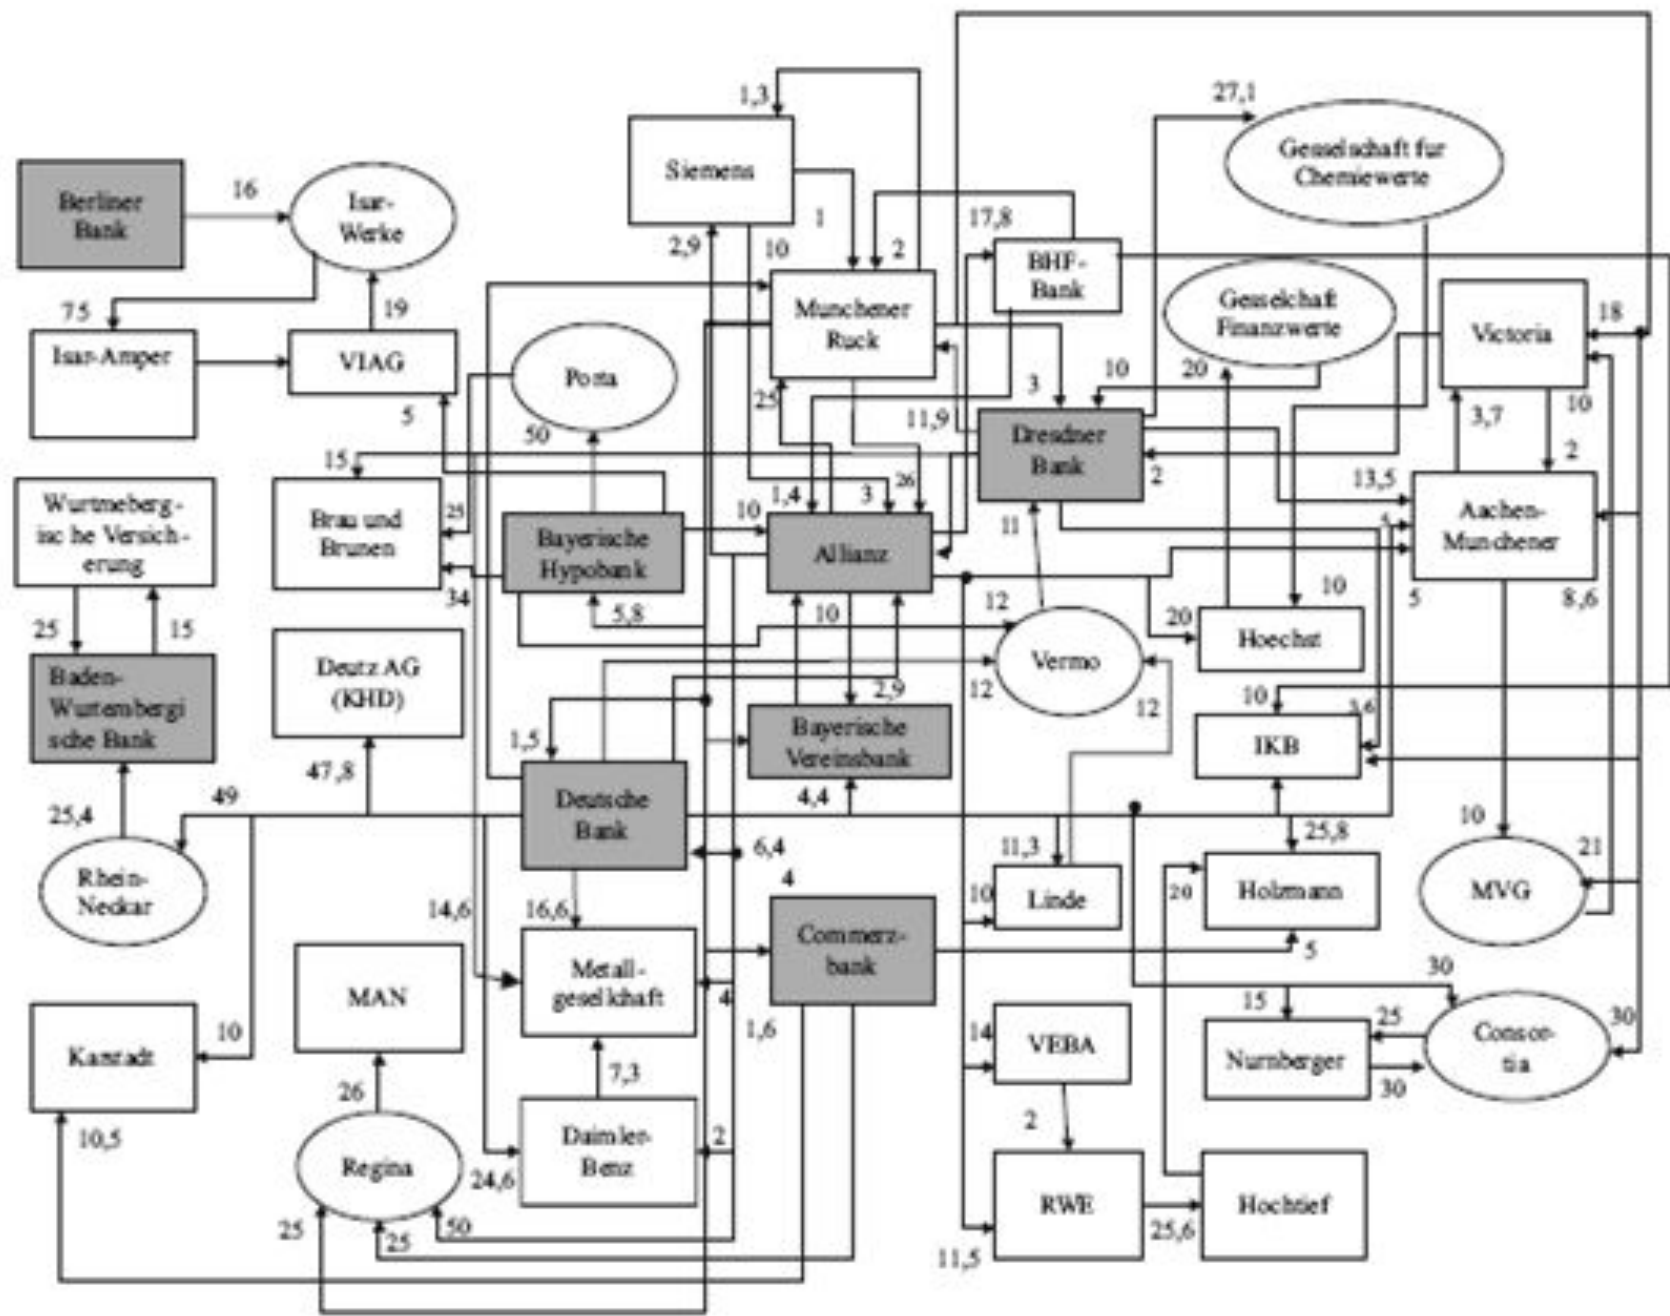 1,3
27,1
Gesselschaft fur
Chemiewerte
Siemens
Berliner
Bank
16
Isar-
Werke
1
17,8
2,9
10
2
BHF-
Bank
Gesselchaft
Finanzwerte
75
19
Munchener
Ruck
18
Victoria
Isar-Amper
VIAG
Porta
3
10
20
5
25
11,9
3,7
10
50
Dresdner
Bank
2
2
15
13,5
Wurtmeberg-
isc he Versich-
erung
25
Brau und
Brunen
10
1,4
3
26
Aachen-
Munchener
Bayerische
Hypobank
Allianz
11
34
5
8,6
25
15
5,8
10
12
20
10
Hoechst
Baden-
Wurtembergi
sche Bank
Deutz AG
(KHD)
Vermo
12
12
2,9
10
3,6
1,5
Bayerische
Vereinsbank
IKB
47,8
25,4
49
Deutsche
Bank
4,4
6,4
11,3
25,8
10
21
Rhein-
Neckar
4
10
Linde
20
Holzmann
MVG
14,6
16,6
Commerz-
bank
5
MAN
Metall-
gesellchaft
4
30
10
1,6
15
25
30
Karstadt
14
VEBA
Nurnberger
Consor-
tia
26
7,3
30
2
10,5
Regina
Daimler-
Benz
2
24,6
RWE
Hochtief
25
25
50
11,5
25,6